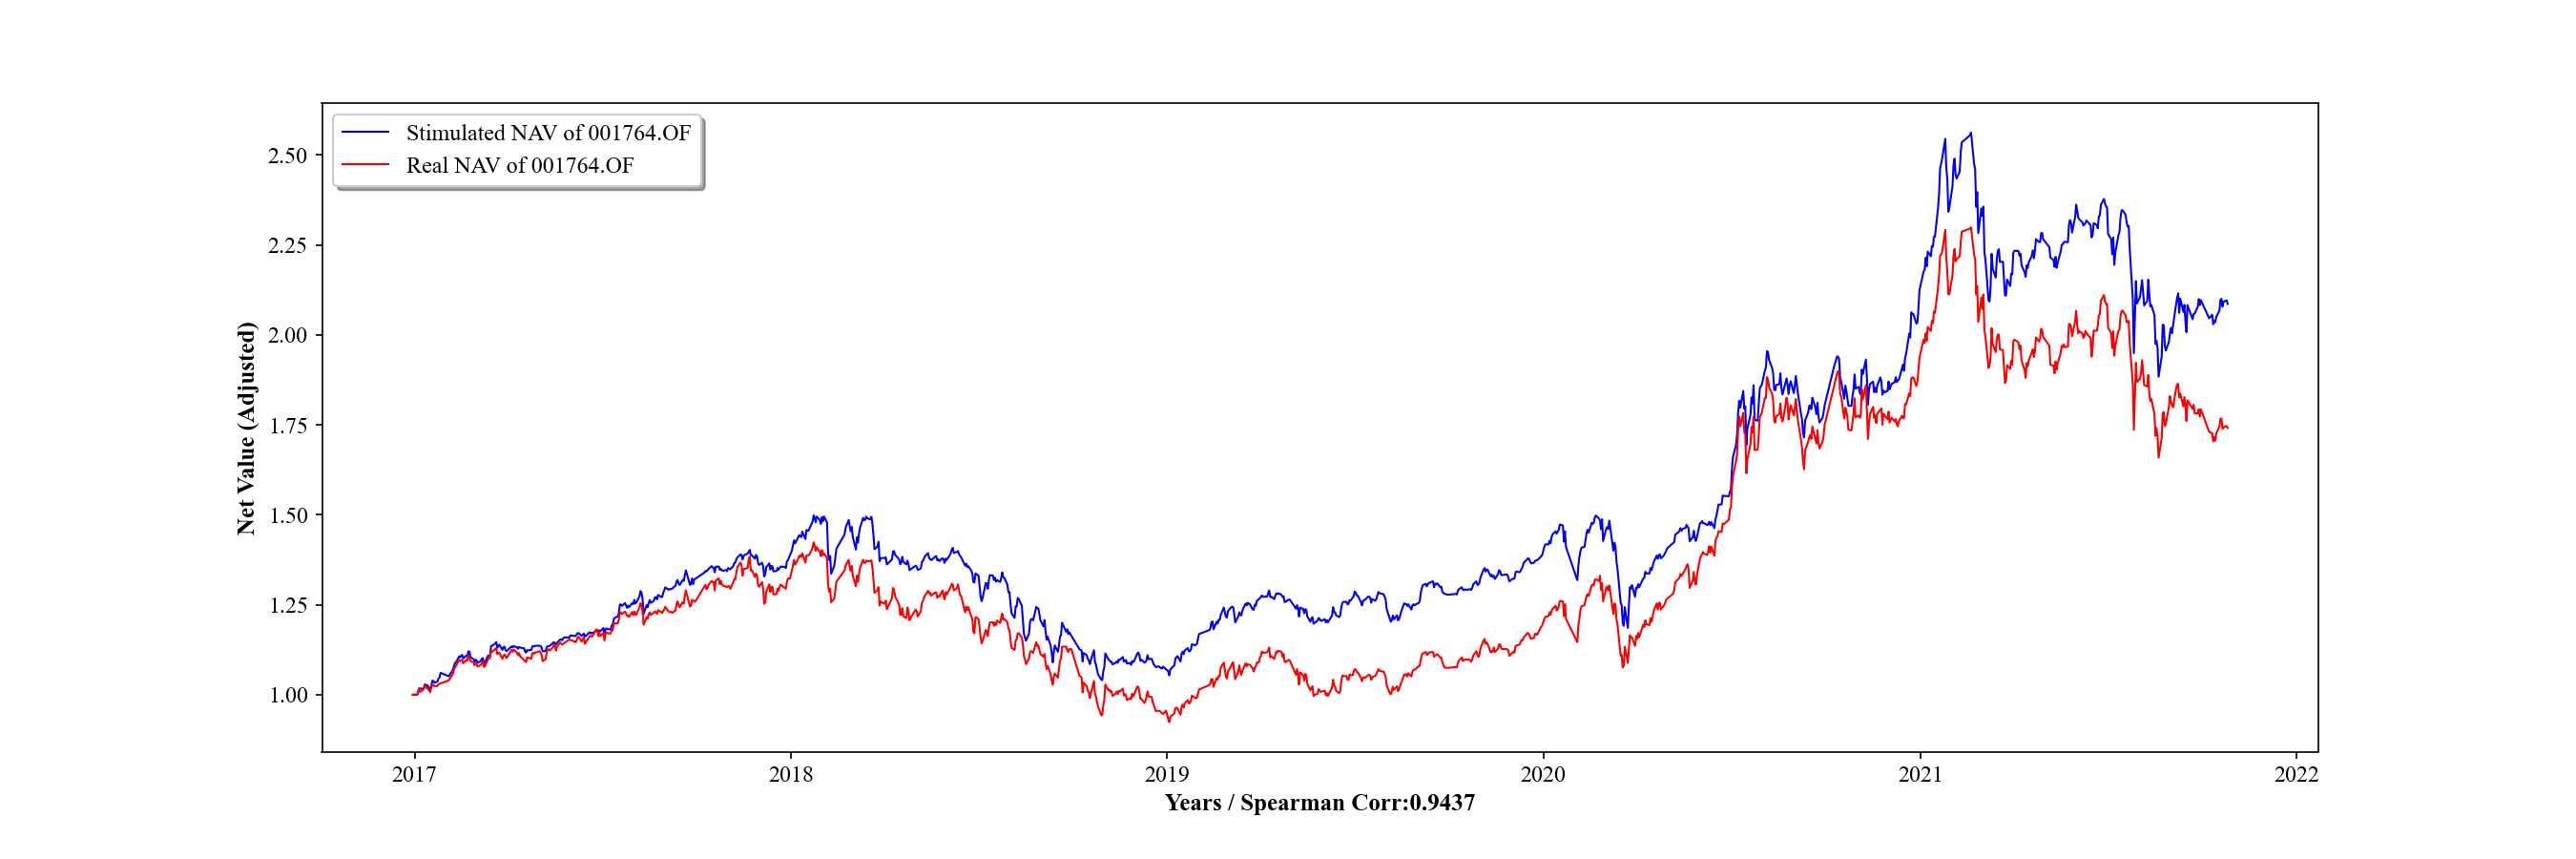 Stimulated NAV of 001764.OF
Real NAV of 001764.OF
2.50
2.25
2.00
1.75
1.50
1.25
1.00
Net Value (Adjusted)
2017 2018 2019 2020 2021 2022
Years / Spearman Corr:0.9437